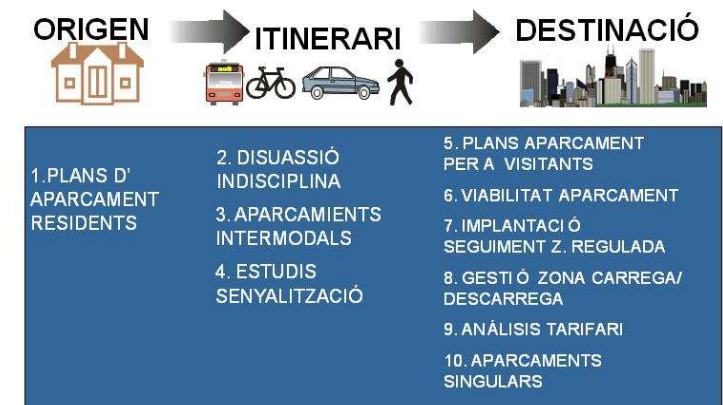 ORIGEN
ITINERARI
DESTINACIÓ
1.PLANS D'
APARCAMENT
RESIDENTS
2. DISUASSIÓ
INDISCIPLINA
3. APARCAMIENTS
INTERMODALS
4. ESTUDIS
SENYALITZACIÓ
5. PLANS APARCAMENT
PER A VISITANTS
6. VIABILITAT APARCAMENT
7. IMPLANTACI Ó
SEGUIMENT Z. REGULADA
8. GESTI Ó ZONA CARREGA/
DESCARREGA
9. ANÁLISIS TARIFARI
10. APARCAMENTS
SINGULARS